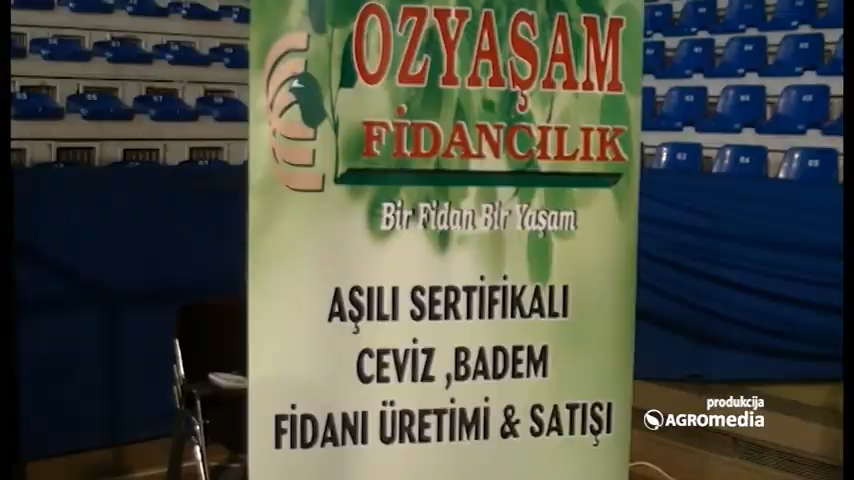 OZYAŞAM
FİDANCILIK
Bir Fidan Bir Yaşam
AŞILI SERTİFİKALI
CEVİZ ,BADEM
FİDANI ÜRETİMİ & SATIŞI
produkcija
AGROmedia